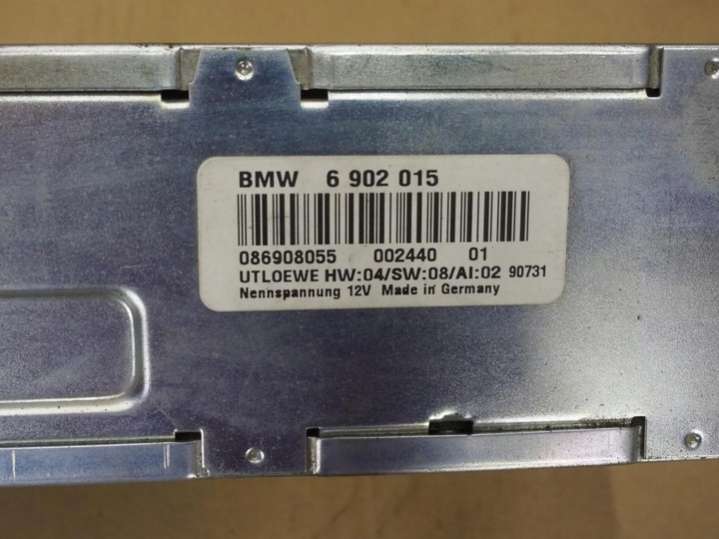 BMW 6 902 015
086908055 002440 01
UTLOEWE HW:04/SW:08/AI:02 90731
Nennspannung 12V Made in Germany